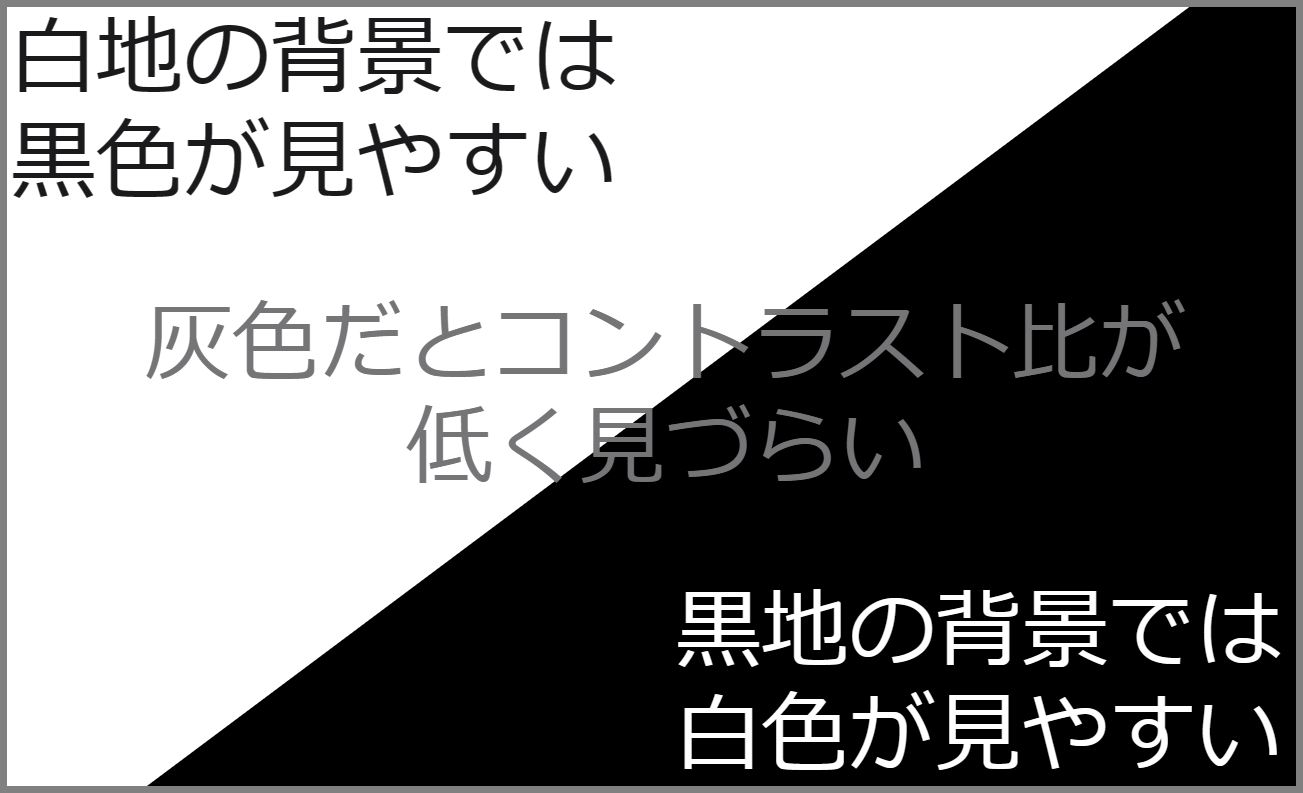 白地の背景では
黒色が見やすい
灰色だとコントラスト比が
低く見づらい
黒地の背景では
白色が見やすい